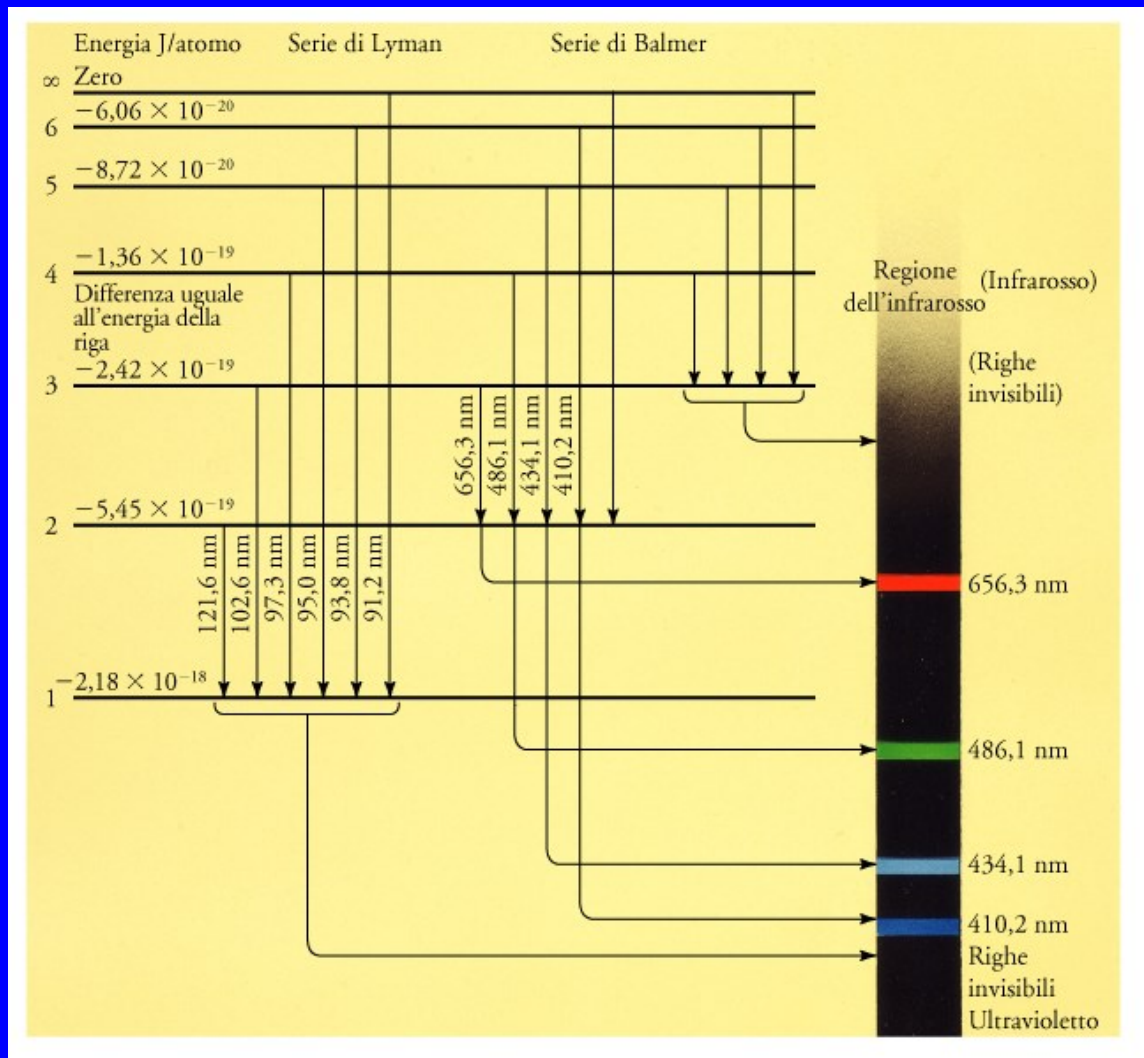 Energia J/atomo
Serie di Lyman
Serie di Balmer
∞ Zero
−6,06 × 10⁻²⁰
6
−8,72 × 10⁻²⁰
5
−1,36 × 10⁻¹⁹
4
Differenza uguale
all'energia della
riga
−2,42 × 10⁻¹⁹
3
656,3 nm
486,1 nm
434,1 nm
410,2 nm
−5,45 × 10⁻¹⁹
2
121,6 nm
102,6 nm
97,3 nm
95,0 nm
93,8 nm
91,2 nm
−2,18 × 10⁻¹⁸
1
Regione
dell'infrarosso
(Infrarosso)
(Righe
invisibili)
656,3 nm
486,1 nm
434,1 nm
410,2 nm
Righe
invisibili
Ultravioletto